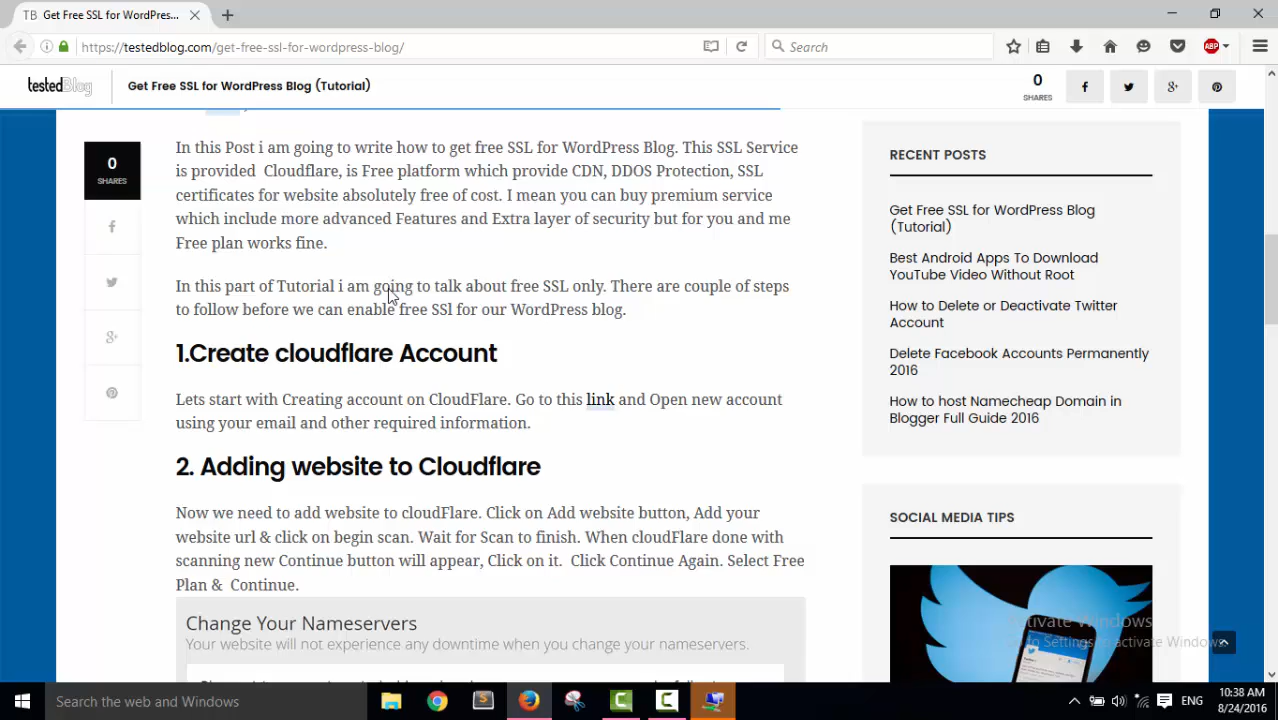 TB Get Free SSL for WordPres...
https://testedblog.com/get-free-ssl-for-wordpress-blog/
Search
ABP
testedBlog
Get Free SSL for WordPress Blog (Tutorial)
0
SHARES
0
SHARES
In this Post i am going to write how to get free SSL for WordPress Blog. This SSL Service
is provided Cloudflare, is Free platform which provide CDN, DDOS Protection, SSL
certificates for website absolutely free of cost. I mean you can buy premium service
which include more advanced Features and Extra layer of security but for you and me
Free plan works fine.
In this part of Tutorial i am going to talk about free SSL only. There are couple of steps
to follow before we can enable free SSl for our WordPress blog.
1.Create cloudflare Account
Lets start with Creating account on CloudFlare. Go to this link and Open new account
using your email and other required information.
2. Adding website to Cloudflare
Now we need to add website to cloudFlare. Click on Add website button, Add your
website url & click on begin scan. Wait for Scan to finish. When cloudFlare done with
scanning new Continue button will appear, Click on it. Click Continue Again. Select Free
Plan & Continue.
Change Your Nameservers
Your website will not experience any downtime when you change your nameservers.
RECENT POSTS
Get Free SSL for WordPress Blog
(Tutorial)
Best Android Apps To Download
YouTube Video Without Root
How to Delete or Deactivate Twitter
Account
Delete Facebook Accounts Permanently
2016
How to host Namecheap Domain in
Blogger Full Guide 2016
SOCIAL MEDIA TIPS
Activate Windows
Go to Settings to activate Windows.
Search the web and Windows
ENG
10:38 AM
8/24/2016